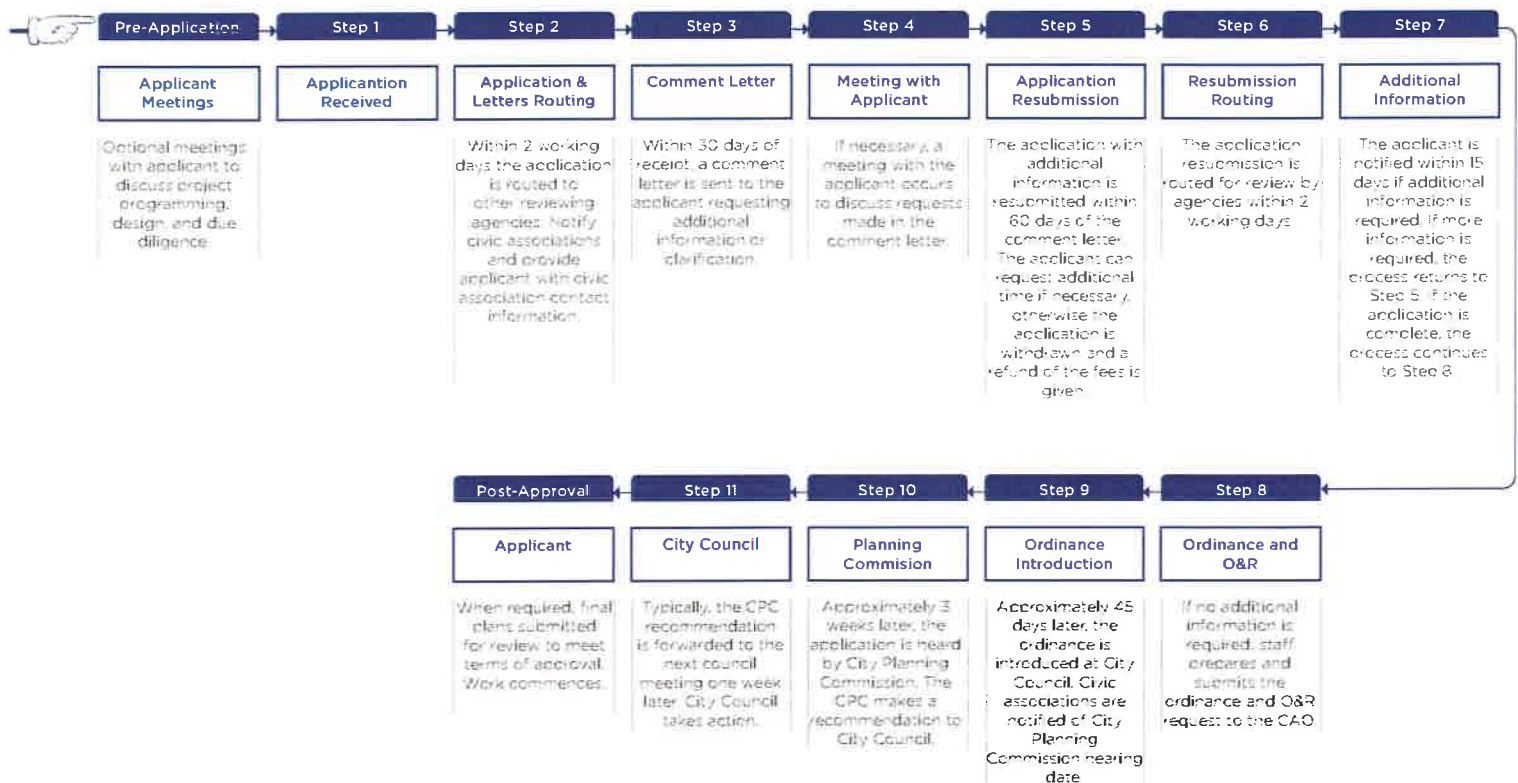 Pre-Application
Step 1
Step 2
Step 3
Step 4
Step 5
Step 6
Step 7
Applicant
Meetings
Applicantion
Received
Application &
Letters Routing
Comment Letter
Meeting with
Applicant
Applicantion
Resubmission
Resubmission
Routing
Additional
Information
Optional meetings
with applicant to
discuss project
programming,
design, and due
diligence
Within 2 working
days the application
is routed to
other reviewing
agencies. Notify
civic associations
and provide
applicant with civic
association contact
information.
Within 30 days of
receipt, a comment
letter is sent to the
applicant requesting
additional
information or
clarification.
If necessary, a
meeting with the
applicant occurs
to discuss requests
made in the
comment letter.
The application with
additional
information is
resubmitted within
60 days of the
comment letter.
The applicant can
request additional
time if necessary,
otherwise the
application is
withdrawn and a
refund of the fees is
given.
The application
resubmission is
routed for review by
agencies within 2
working days
The applicant is
notified within 15
days if additional
information is
required. If more
information is
required, the
process returns to
Step 5. If the
application is
complete, the
process continues
to Step 8.
Post-Approval
Step 11
Step 10
Step 9
Step 8
Applicant
City Council
Planning
Commision
Ordinance
Introduction
Ordinance and
O&R
When required, final
plans submitted
for review to meet
terms of approval.
Work commences.
Typically, the CPC
recommendation
is forwarded to the
next council
meeting one week
later. City Council
takes action.
Approximately 3
weeks later, the
application is heard
by City Planning
Commission. The
CPC makes a
recommendation to
City Council.
Approximately 45
days later, the
ordinance is
introduced at City
Council. Civic
associations are
notified of City
Planning
Commission hearing
date
If no additional
information is
required, staff
prepares and
submits the
ordinance and O&R
request to the CAO